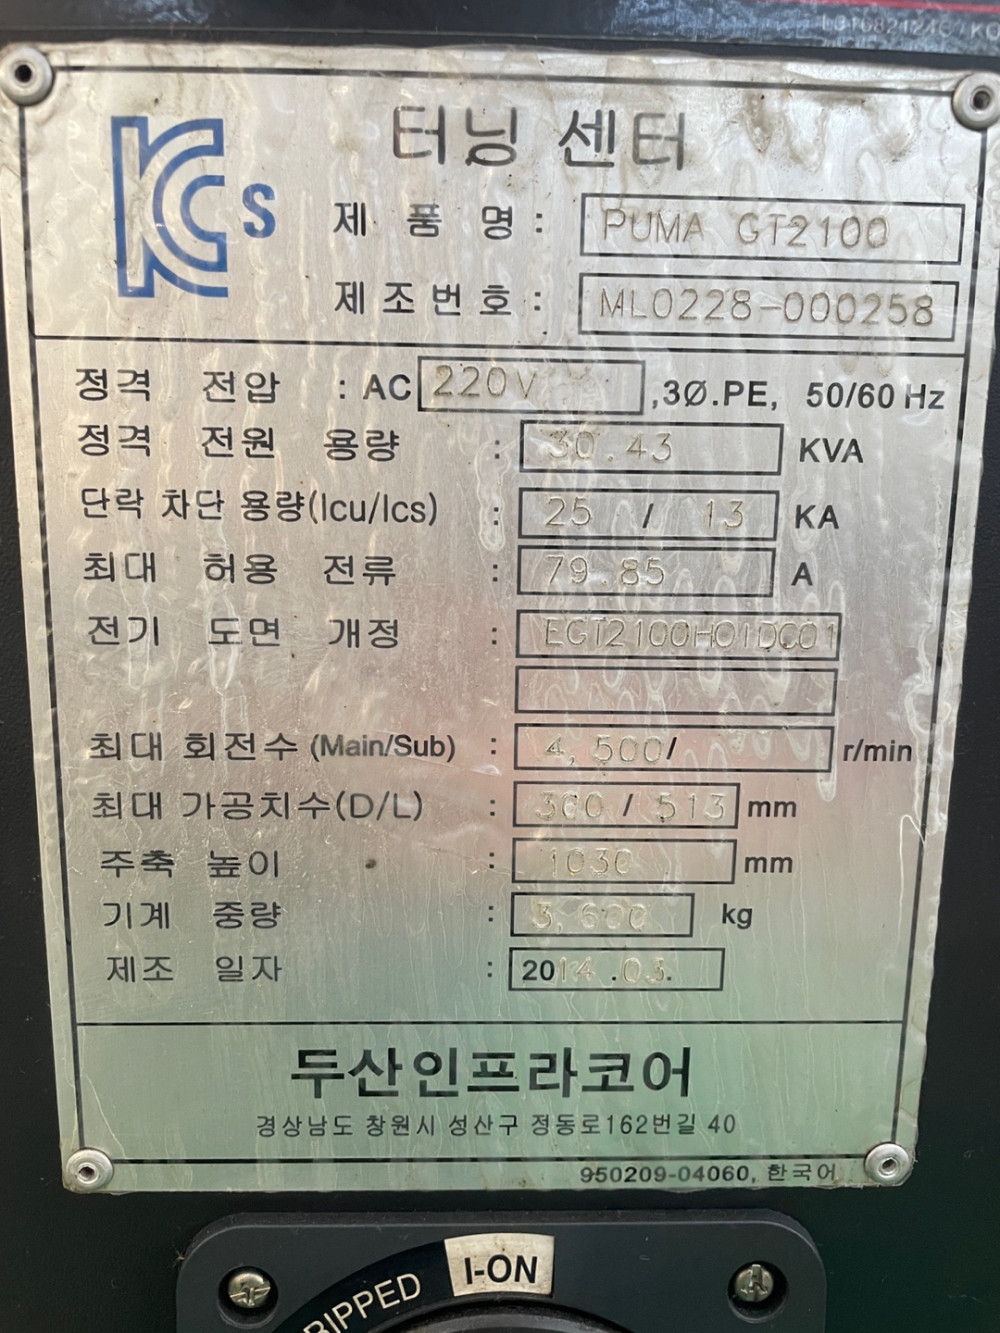 터닝 센터
KCs
제 품 명 : PUMA GT2100
제 조 번 호 : ML0228-000258
정격 전압 : AC 220V ,3Ø.PE, 50/60 Hz
정격 전원 용량 : 30.43 KVA
단락 차단 용량(Icu/Ics) : 25 / 13 KA
최대 허용 전류 : 79.85 A
전기 도면 개정 : EGT2100H01DC01
최대 회전수 (Main/Sub) : 4,500/ r/min
최대 가공치수(D/L) : / 513 mm
주축 높이 : 1030 mm
기계 중량 : 3,600 kg
제조 일자 : 2014.03.
두산인프라코어
경상남도 창원시 성산구 정동로162번길 40
950209-04060, 한국어
I-ON